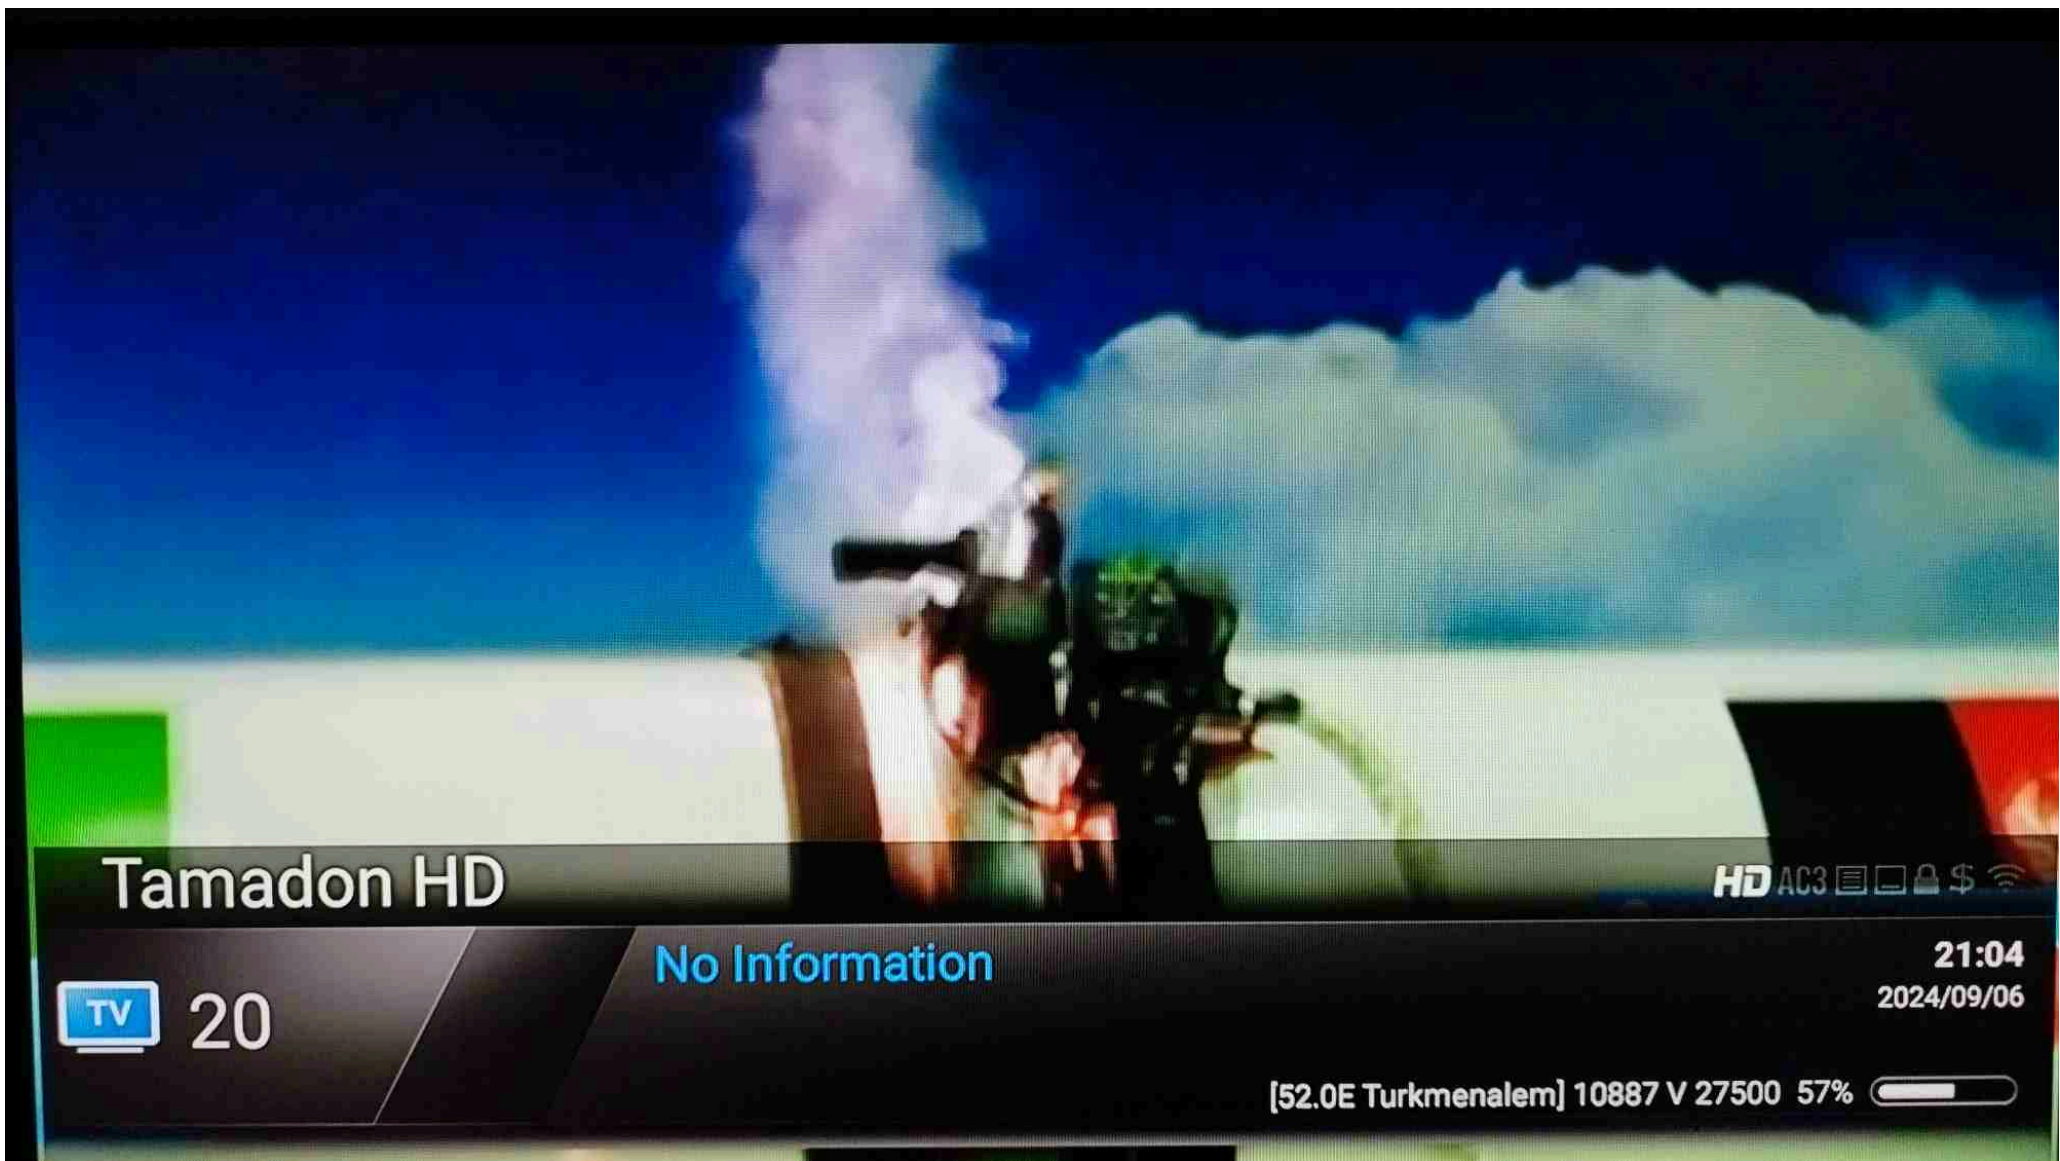 Tamadon HD
HD AC3 $
TV 20
No Information
21:04
2024/09/06
[52.0E Turkmenalem] 10887 V 27500 57%